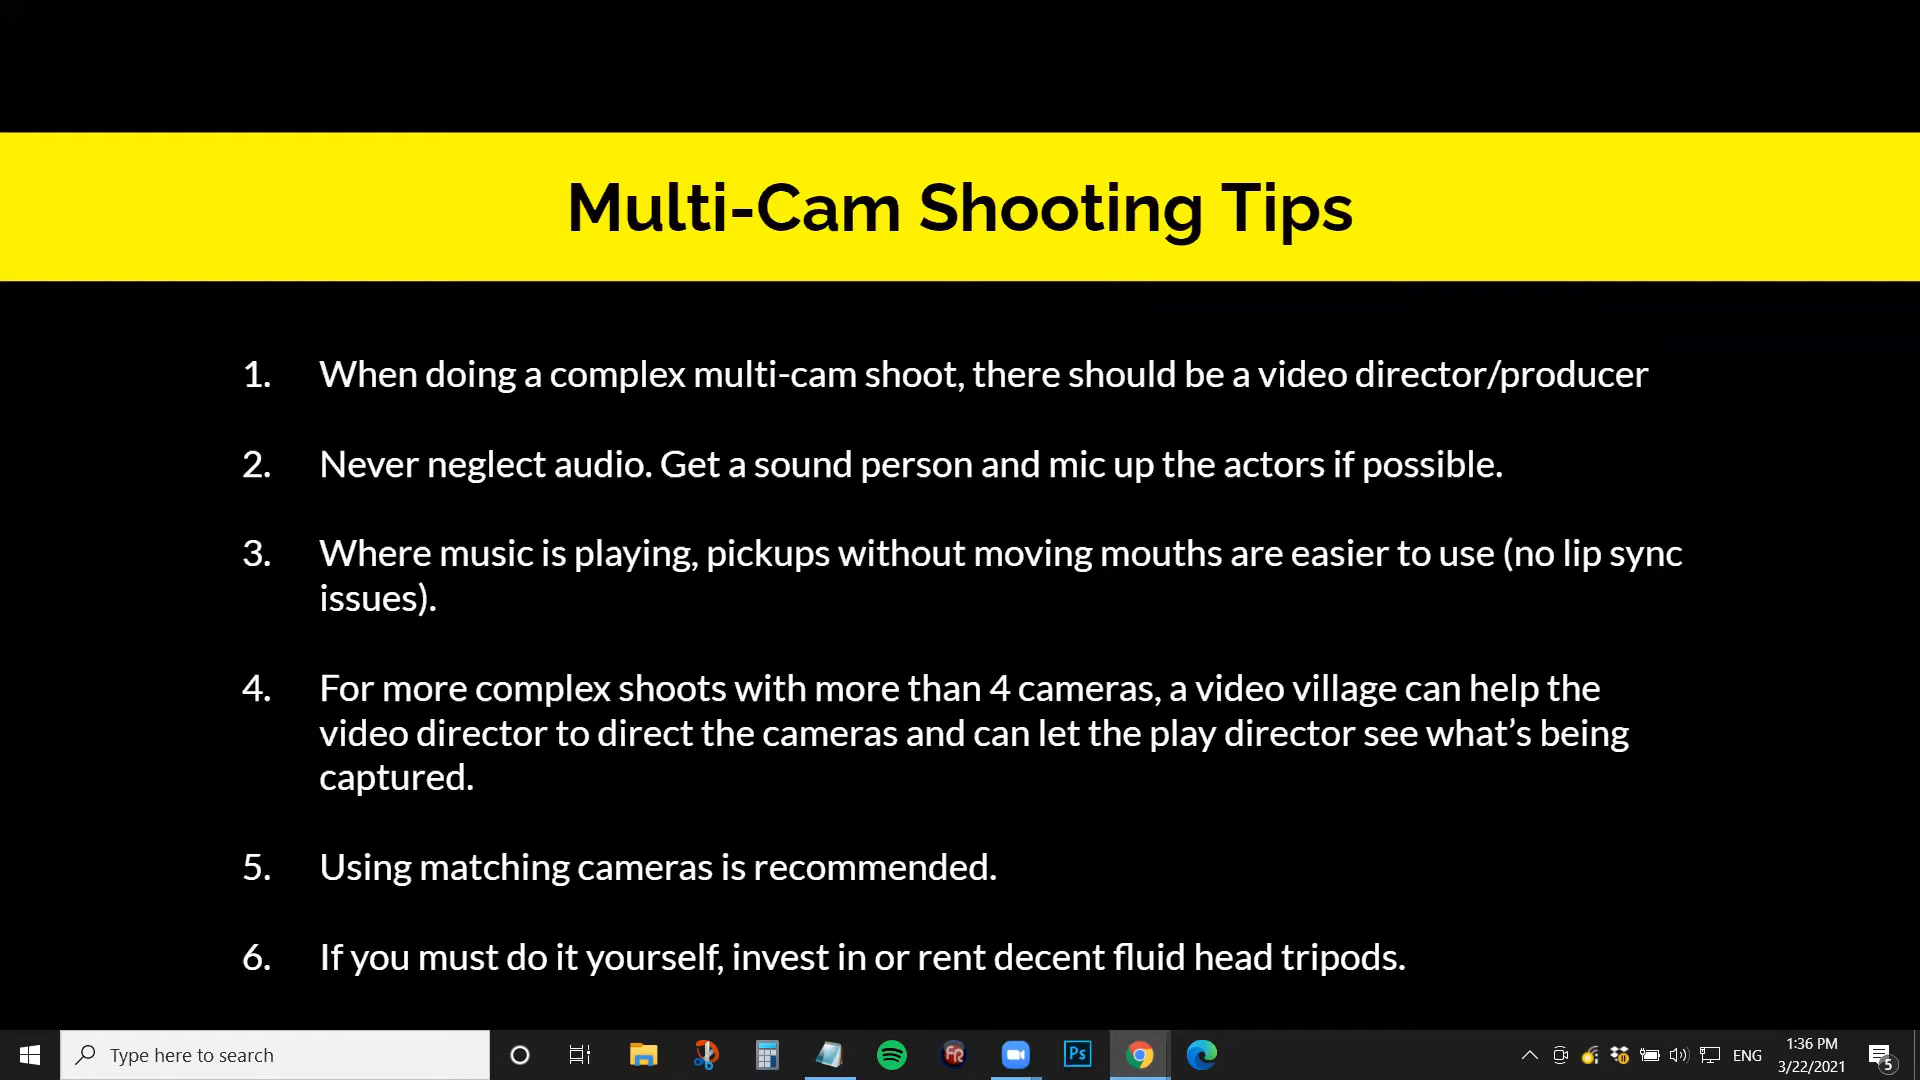 Multi-Cam Shooting Tips
1. When doing a complex multi-cam shoot, there should be a video director/producer
2. Never neglect audio. Get a sound person and mic up the actors if possible.
3. Where music is playing, pickups without moving mouths are easier to use (no lip sync
issues).
4. For more complex shoots with more than 4 cameras, a video village can help the
video director to direct the cameras and can let the play director see what’s being
captured.
5. Using matching cameras is recommended.
6. If you must do it yourself, invest in or rent decent fluid head tripods.
Type here to search
FR
Ps
ENG
1:36 PM
3/22/2021
5